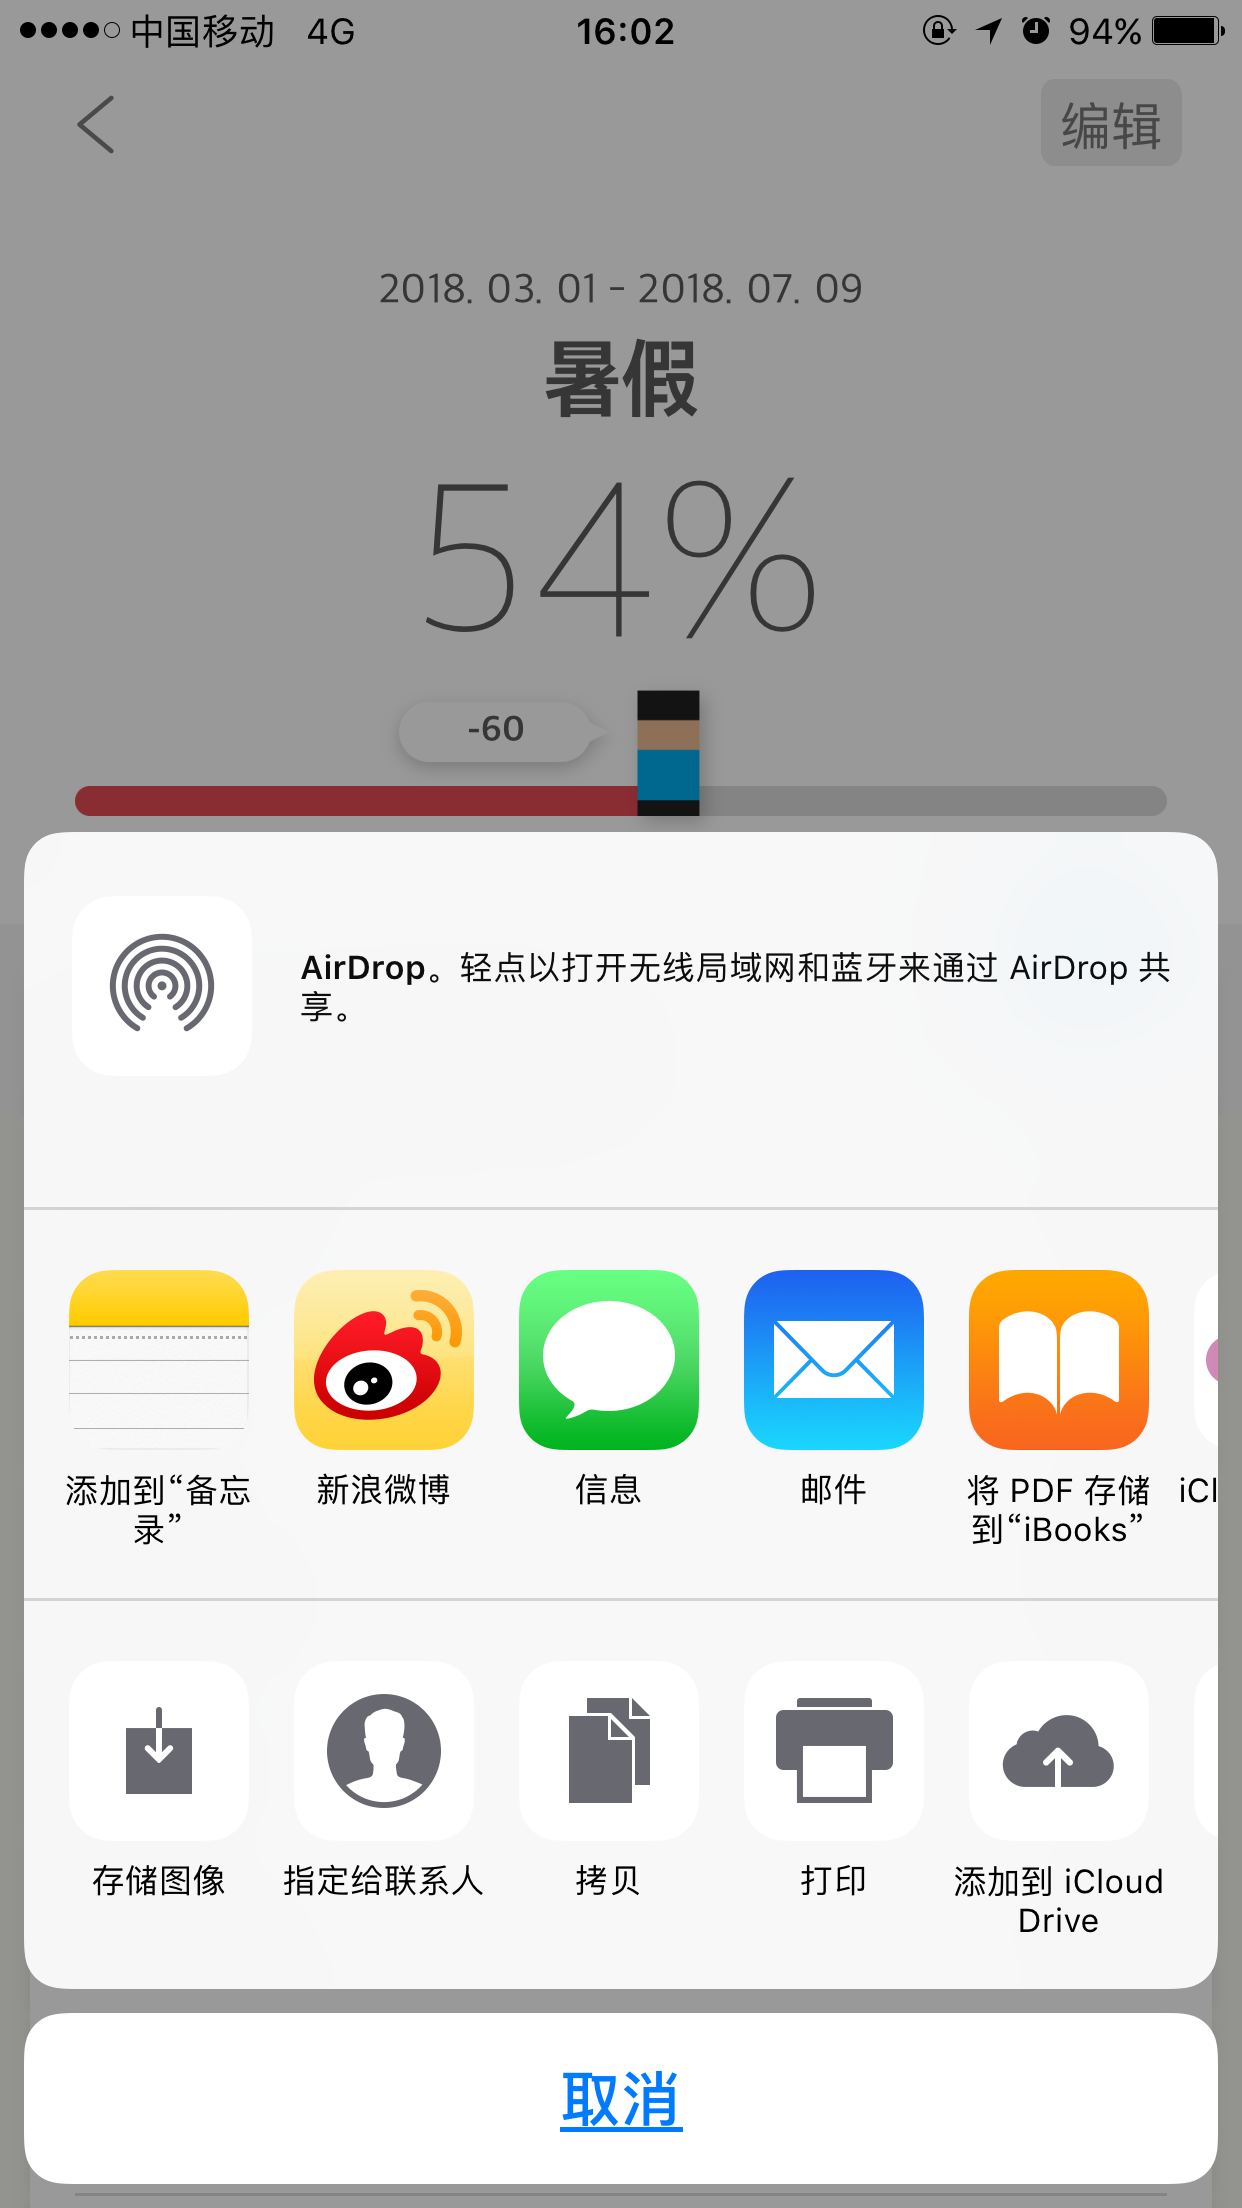 中国移动 4G 16:02 94%
编辑
2018. 03. 01 - 2018. 07. 09
暑假
54%
-60
AirDrop。轻点以打开无线局域网和蓝牙来通过 AirDrop 共
享。
添加到“备忘
录”
新浪微博
信息
邮件
将 PDF 存储
到“iBooks”
iCl
存储图像
指定给联系人
拷贝
打印
添加到 iCloud
Drive
取消